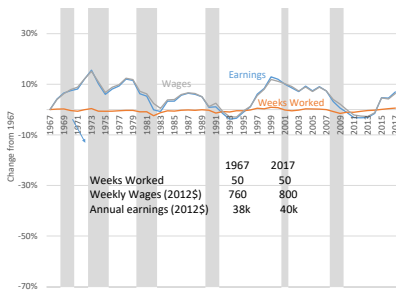 30%
10%
-10%
-30%
-50%
-70%
Change from 1967
Earnings
Wages
Weeks Worked
1967 1969 1971 1973 1975 1977 1979 1981 1983 1985 1987 1989 1991 1993 1995 1997 1999 2001 2003 2005 2007 2009 2011 2013 2015 2017
1967 2017
Weeks Worked 50 50
Weekly Wages (2012$) 760 800
Annual earnings (2012$) 38k 40k